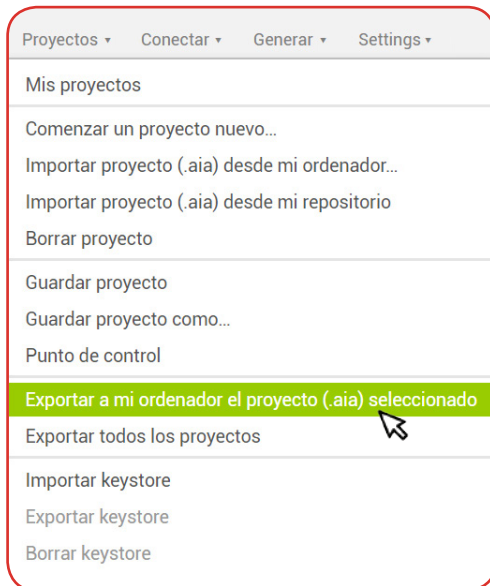 Proyectos ▾ Conectar ▾ Generar ▾ Settings ▾
Mis proyectos
Comenzar un proyecto nuevo...
Importar proyecto (.aia) desde mi ordenador...
Importar proyecto (.aia) desde mi repositorio
Borrar proyecto
Guardar proyecto
Guardar proyecto como...
Punto de control
Exportar a mi ordenador el proyecto (.aia) seleccionado
Exportar todos los proyectos
Importar keystore
Exportar keystore
Borrar keystore